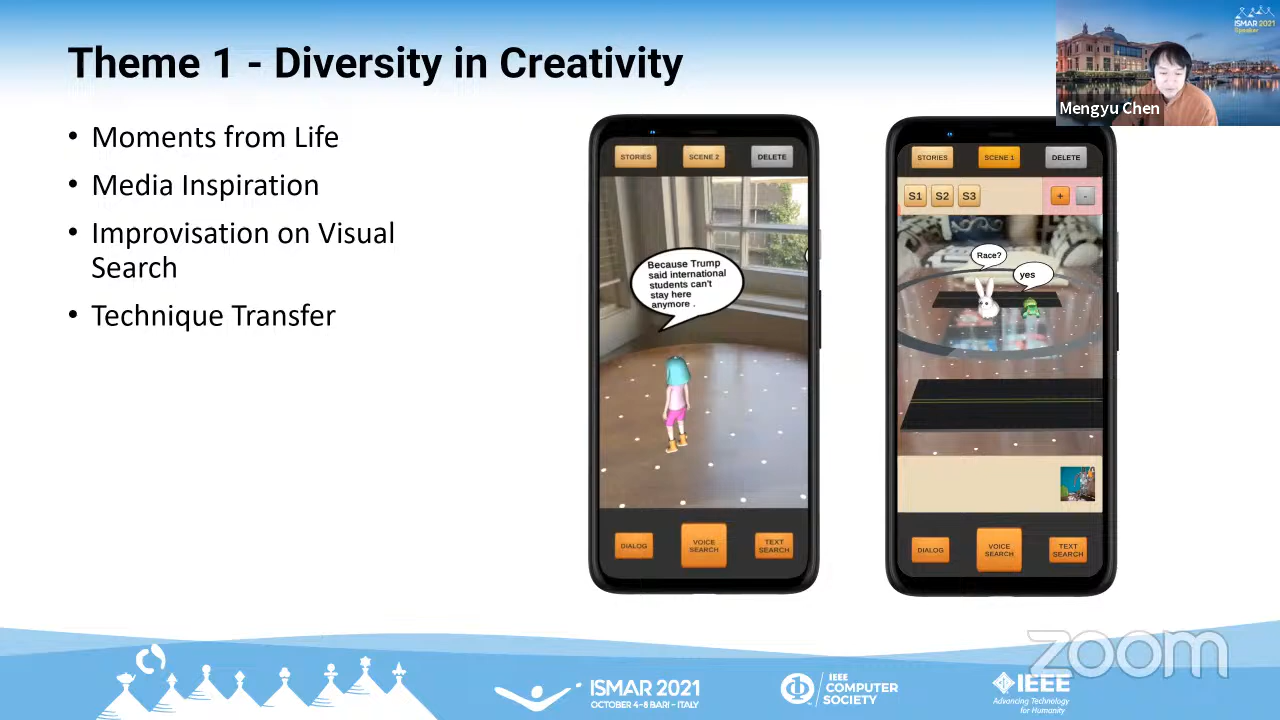 Theme 1 - Diversity in Creativity
ISMAR 2021
Speaker
Mengyu Chen
• Moments from Life
• Media Inspiration
• Improvisation on Visual
Search
• Technique Transfer
STORIES
SCENE 2
DELETE
Because Trump
said international
students can't
stay here
anymore .
DIALOG
VOICE
SEARCH
TEXT
SEARCH
STORIES
SCENE 1
DELETE
S1
S2
S3
+
-
Race?
yes
DIALOG
VOICE
SEARCH
TEXT
SEARCH
zoom
ISMAR 2021
OCTOBER 4-8 BARI - ITALY
IEEE
COMPUTER
SOCIETY
IEEE
Advancing Technology
for Humanity